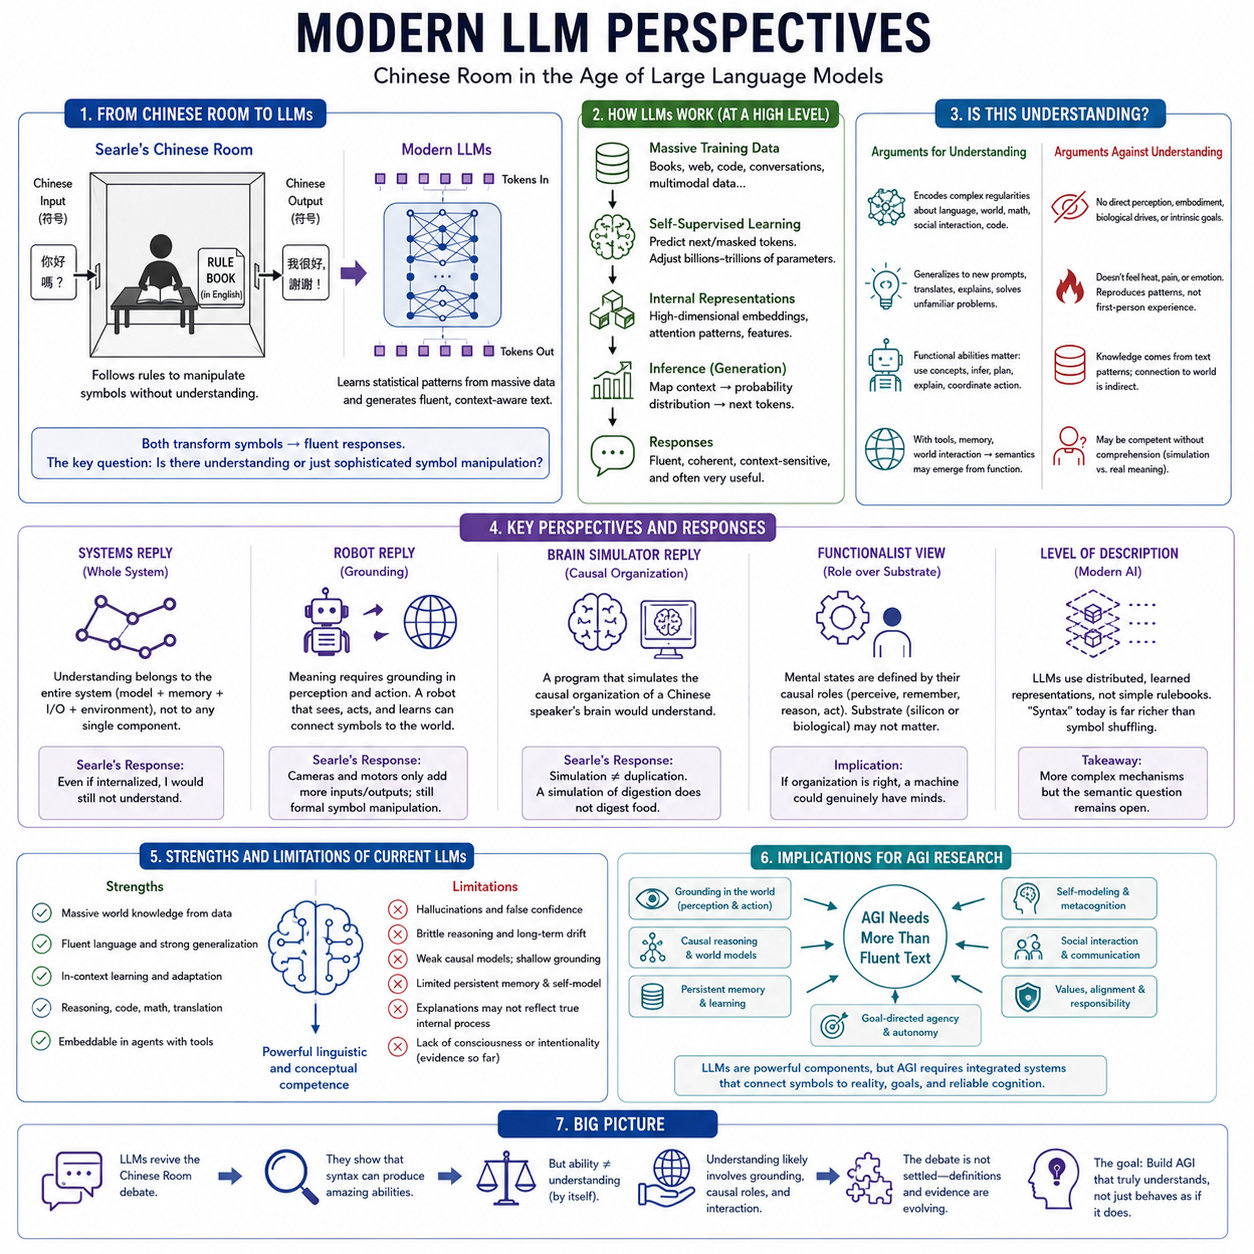 MODERN LLM PERSPECTIVES
Chinese Room in the Age of Large Language Models
1. FROM CHINESE ROOM TO LLMs
Searle's Chinese Room
Chinese
Input
(符号)
你好
嗎？
RULE
BOOK
(in English)
Chinese
Output
(符号)
我很好,
謝謝！
Follows rules to manipulate
symbols without understanding.
Modern LLMs
Tokens In
Tokens Out
Learns statistical patterns from massive data
and generates fluent, context-aware text.
Both transform symbols → fluent responses.
The key question: Is there understanding or just sophisticated symbol manipulation?
2. HOW LLMs WORK (AT A HIGH LEVEL)
Massive Training Data
Books, web, code, conversations,
multimodal data...
Self-Supervised Learning
Predict next/masked tokens.
Adjust billions–trillions of parameters.
Internal Representations
High-dimensional embeddings,
attention patterns, features.
Inference (Generation)
Map context → probability
distribution → next tokens.
Responses
Fluent, coherent, context-sensitive,
and often very useful.
3. IS THIS UNDERSTANDING?
Arguments for Understanding
Encodes complex regularities
about language, world, math,
social interaction, code.
Generalizes to new prompts,
translates, explains, solves
unfamiliar problems.
Functional abilities matter:
use concepts, infer, plan,
explain, coordinate action.
With tools, memory,
world interaction → semantics
may emerge from function.
Arguments Against Understanding
No direct perception, embodiment,
biological drives, or intrinsic goals.
Doesn't feel heat, pain, or emotion.
Reproduces patterns, not
first-person experience.
Knowledge comes from text
patterns; connection to world
is indirect.
May be competent without
comprehension (simulation
vs. real meaning).
4. KEY PERSPECTIVES AND RESPONSES
SYSTEMS REPLY
(Whole System)
Understanding belongs to the
entire system (model + memory +
I/O + environment), not to any
single component.
Searle's Response:
Even if internalized, I would
still not understand.
ROBOT REPLY
(Grounding)
Meaning requires grounding in
perception and action. A robot
that sees, acts, and learns can
connect symbols to the world.
Searle's Response:
Cameras and motors only add
more inputs/outputs; still
formal symbol manipulation.
BRAIN SIMULATOR REPLY
(Causal Organization)
A program that simulates the
causal organization of a Chinese
speaker's brain would understand.
Searle's Response:
Simulation ≠ duplication.
A simulation of digestion does
not digest food.
FUNCTIONALIST VIEW
(Role over Substrate)
Mental states are defined by their
causal roles (perceive, remember,
reason, act). Substrate (silicon or
biological) may not matter.
Implication:
If organization is right, a machine
could genuinely have minds.
LEVEL OF DESCRIPTION
(Modern AI)
LLMs use distributed, learned
representations, not simple rulebooks.
"Syntax" today is far richer than
symbol shuffling.
Takeaway:
More complex mechanisms
but the semantic question
remains open.
5. STRENGTHS AND LIMITATIONS OF CURRENT LLMs
Strengths
Massive world knowledge from data
Fluent language and strong generalization
In-context learning and adaptation
Reasoning, code, math, translation
Embeddable in agents with tools
Powerful linguistic
and conceptual
competence
Limitations
Hallucinations and false confidence
Brittle reasoning and long-term drift
Weak causal models; shallow grounding
Limited persistent memory & self-model
Explanations may not reflect true
internal process
Lack of consciousness or intentionality
(evidence so far)
6. IMPLICATIONS FOR AGI RESEARCH
Grounding in the world
(perception & action)
Causal reasoning
& world models
Persistent memory
& learning
AGI Needs
More Than
Fluent Text
Goal-directed agency
& autonomy
Self-modeling &
metacognition
Social interaction
& communication
Values, alignment &
responsibility
LLMs are powerful components, but AGI requires integrated systems
that connect symbols to reality, goals, and reliable cognition.
7. BIG PICTURE
LLMs revive the
Chinese Room
debate.
They show that
syntax can produce
amazing abilities.
But ability ≠
understanding
(by itself).
Understanding likely
involves grounding,
causal roles, and
interaction.
The debate is not
settled—definitions
and evidence are
evolving.
The goal: Build AGI
that truly understands,
not just behaves as if
it does.